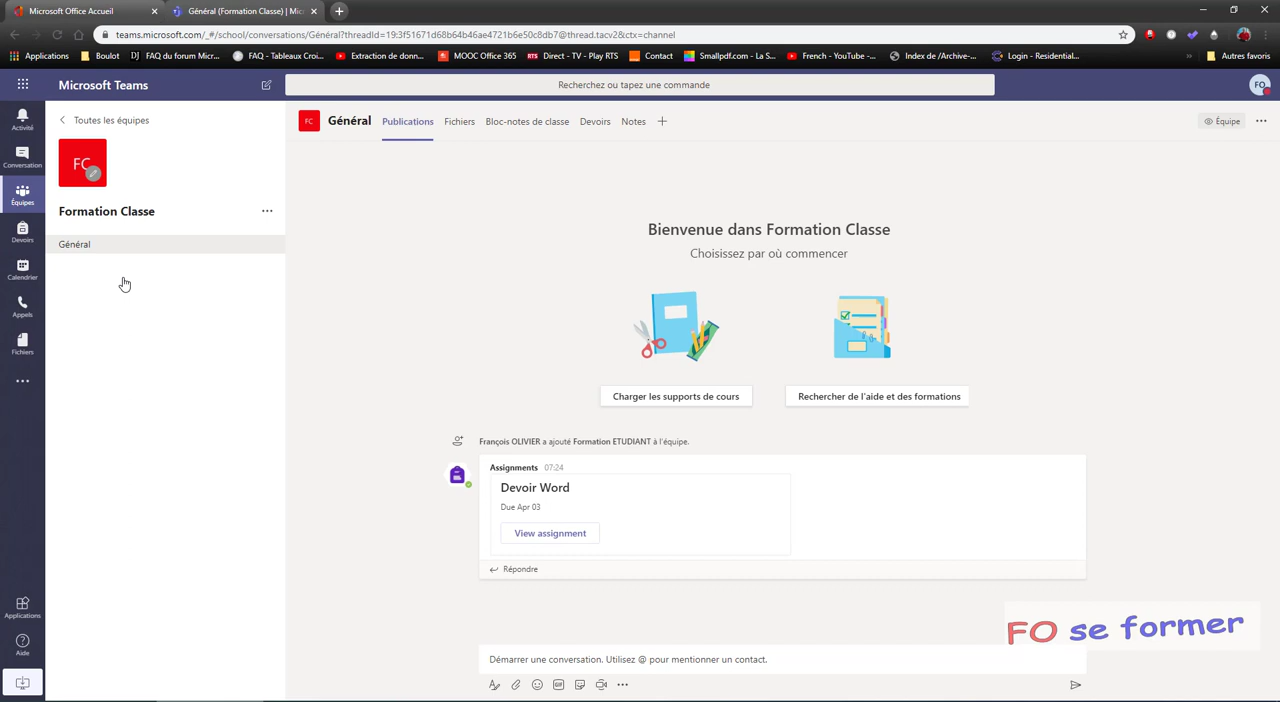 Microsoft Office Accueil
Général (Formation Classe) | Mic
teams.microsoft.com/_#/school/conversations/Général?threadId=19:3f51671d68b64b46ae4721b6e50c8db7@thread.tacv2&ctx=channel
Applications
Boulot
FAQ du forum Micr...
FAQ - Tableaux Crois...
Extraction de donn...
MOOC Office 365
Direct - TV - Play RTS
Contact
Smallpdf.com - La S...
French - YouTube -...
Index de /Archive-...
Login - Residential...
»
Autres favoris
Microsoft Teams
Recherchez ou tapez une commande
FO
Activité
Conversation
Équipes
Devoirs
Calendrier
Appels
Fichiers
Applications
Aide
Toutes les équipes
FC
Formation Classe
Général
FC
Général
Publications
Fichiers
Bloc-notes de classe
Devoirs
Notes
Équipe
Bienvenue dans Formation Classe
Choisissez par où commencer
Charger les supports de cours
Rechercher de l'aide et des formations
François OLIVIER a ajouté Formation ETUDIANT à l'équipe.
Assignments 07:24
Devoir Word
Due Apr 03
View assignment
Répondre
FO se former
Démarrer une conversation. Utilisez @ pour mentionner un contact.
GIF